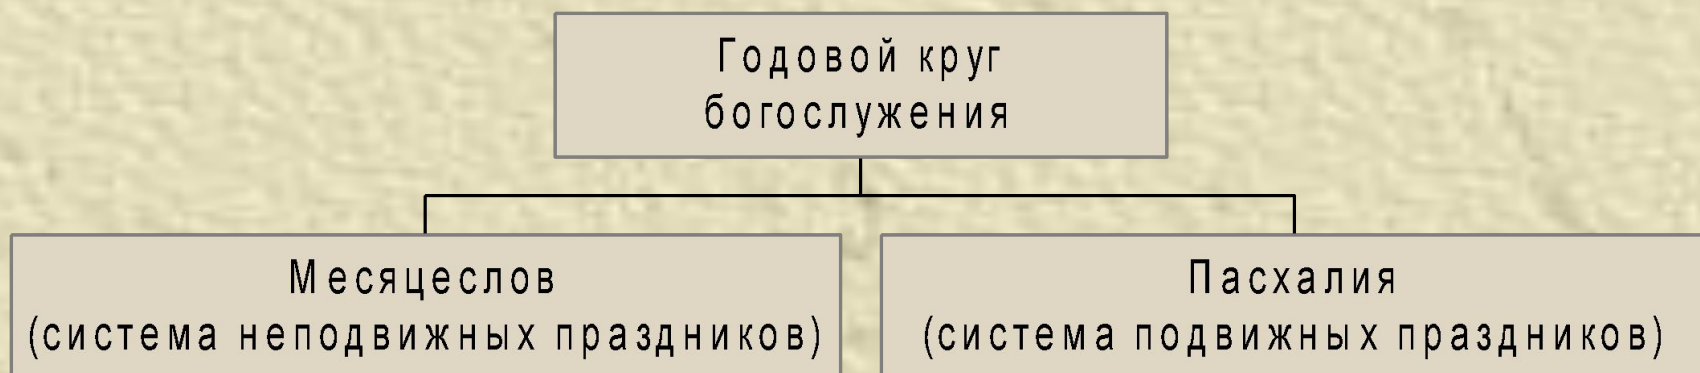 Годовой круг
богослужения
Месяцеслов
(система неподвижных праздников)
Пасхалия
(система подвижных праздников)